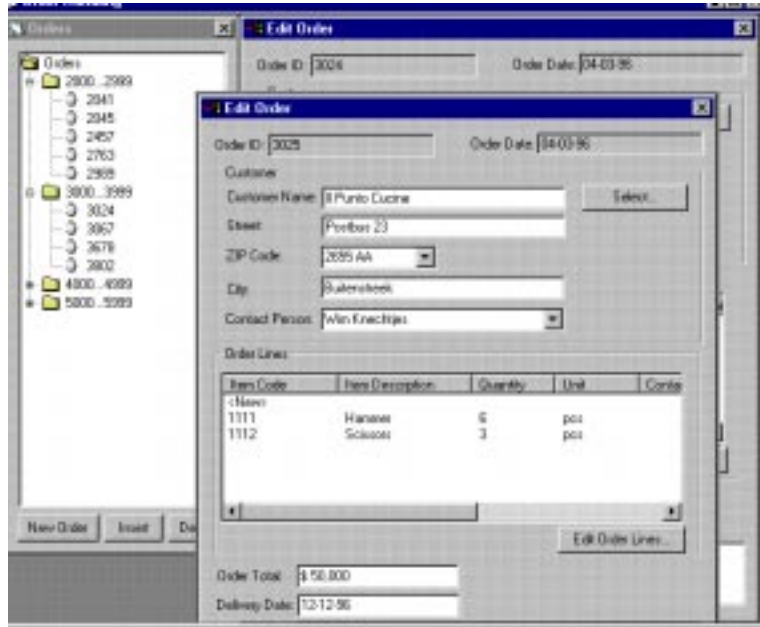 Orders
Orders
2000...2999
2041
2045
2457
2763
2989
3000...3999
3024
3067
3678
3802
4000...4999
5000...5999
New Order Insert
Edit Order
Order ID: 3024 Order Date: 04-03-96
Edit Order
Order ID: 3025 Order Date: 04-03-96
Customer
Customer Name: Il Punto Cucina Select...
Street: Postbus 23
ZIP Code: 2695 AA
City:
Contact Person: Wim Knechtjes
Order Lines
Item Code Item Description Quantity Unit Contai
<New>
1111 Hammer 6 pcs
1112 Scissors 3 pcs
Edit Order Lines...
Order Total: $ 50.000
Delivery Date: 12-12-96